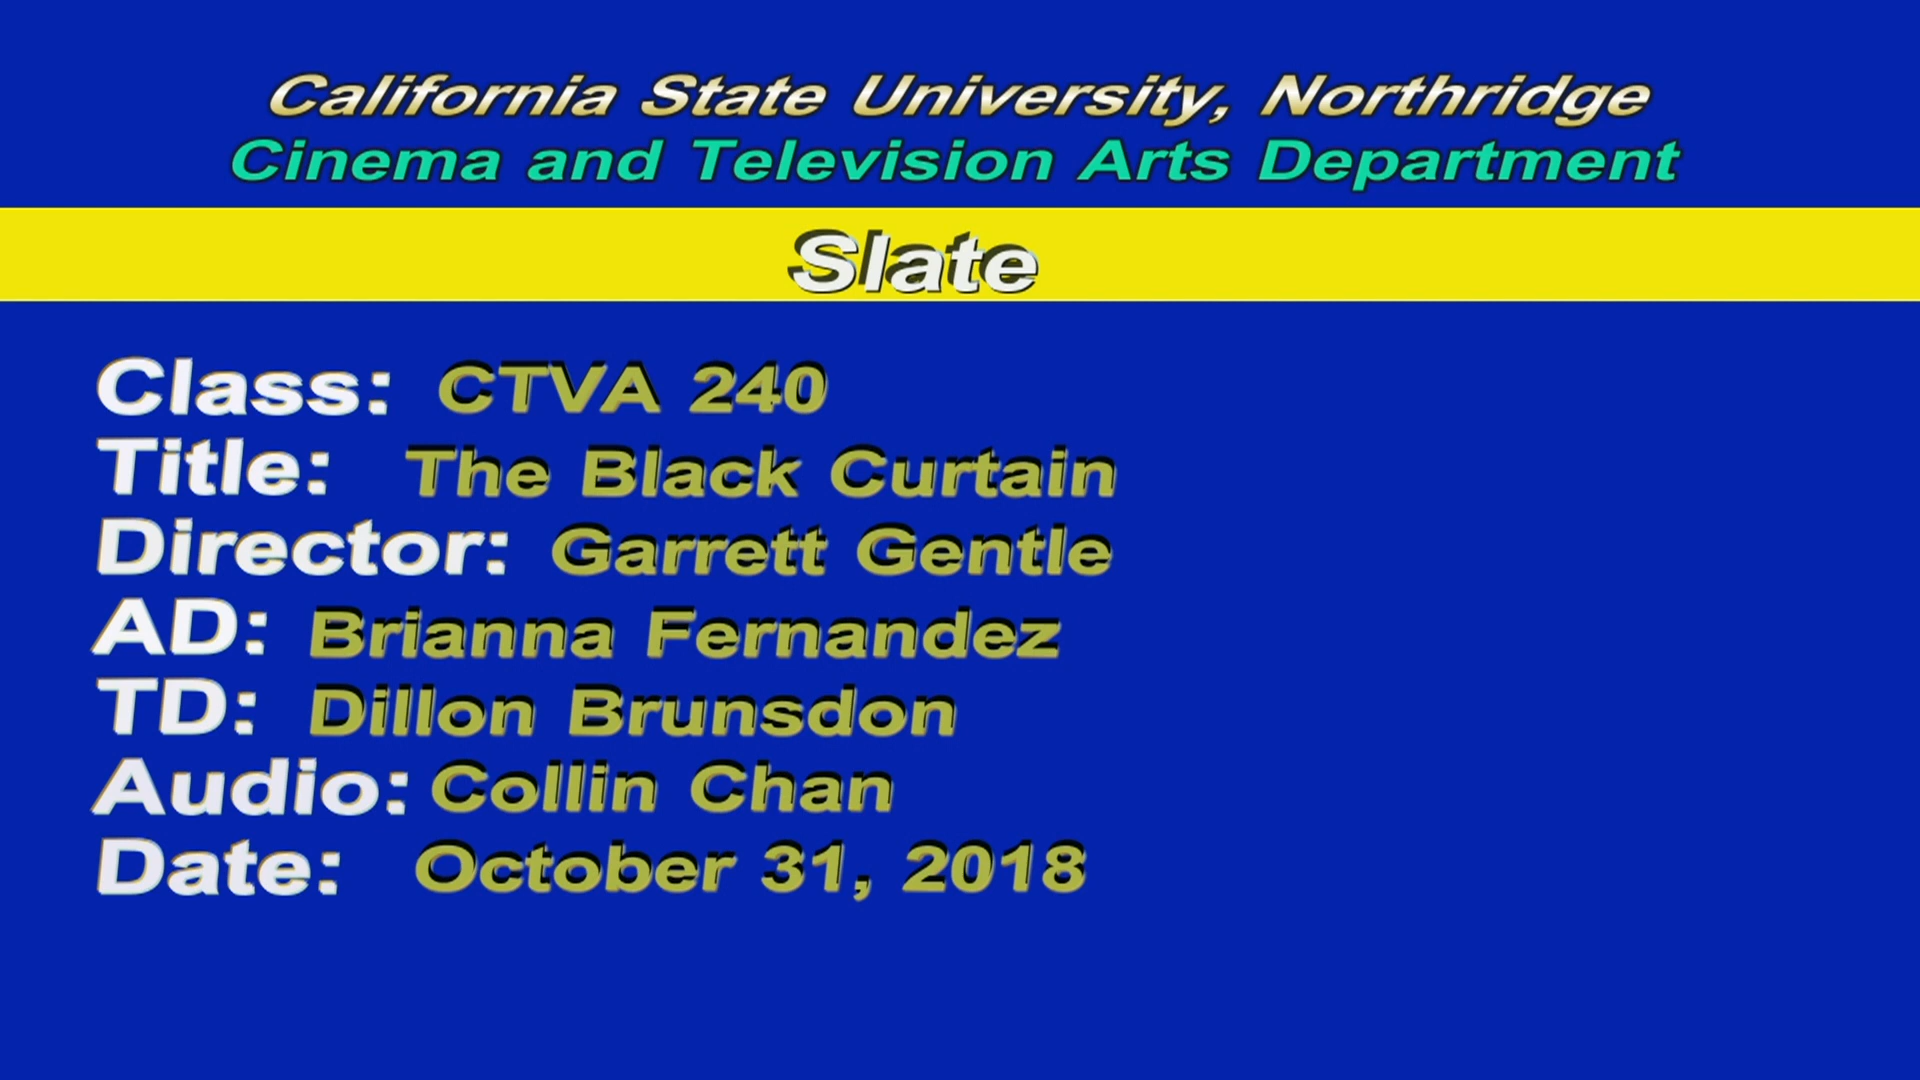 California State University, Northridge
Cinema and Television Arts Department
Slate
Class: CTVA 240
Title: The Black Curtain
Director: Garrett Gentle
AD: Brianna Fernandez
TD: Dillon Brunsdon
Audio: Collin Chan
Date: October 31, 2018